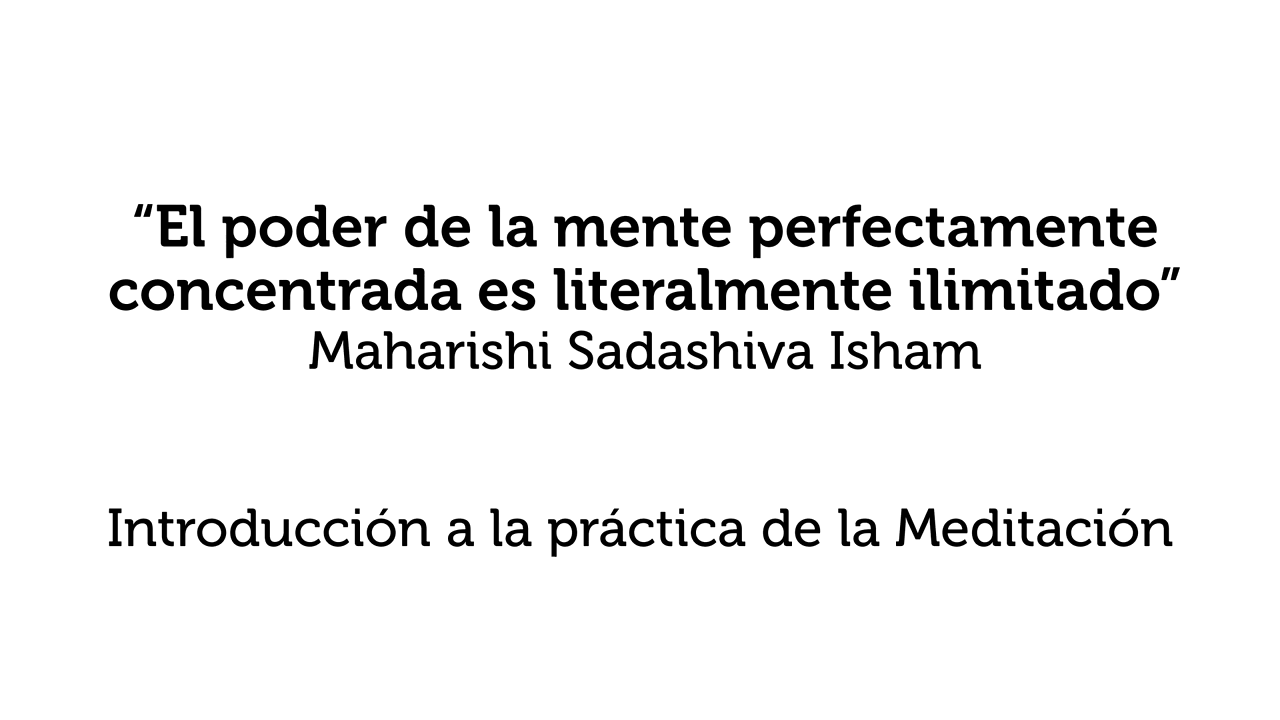 “El poder de la mente perfectamente
concentrada es literalmente ilimitado”
Maharishi Sadashiva Isham
Introducción a la práctica de la Meditación